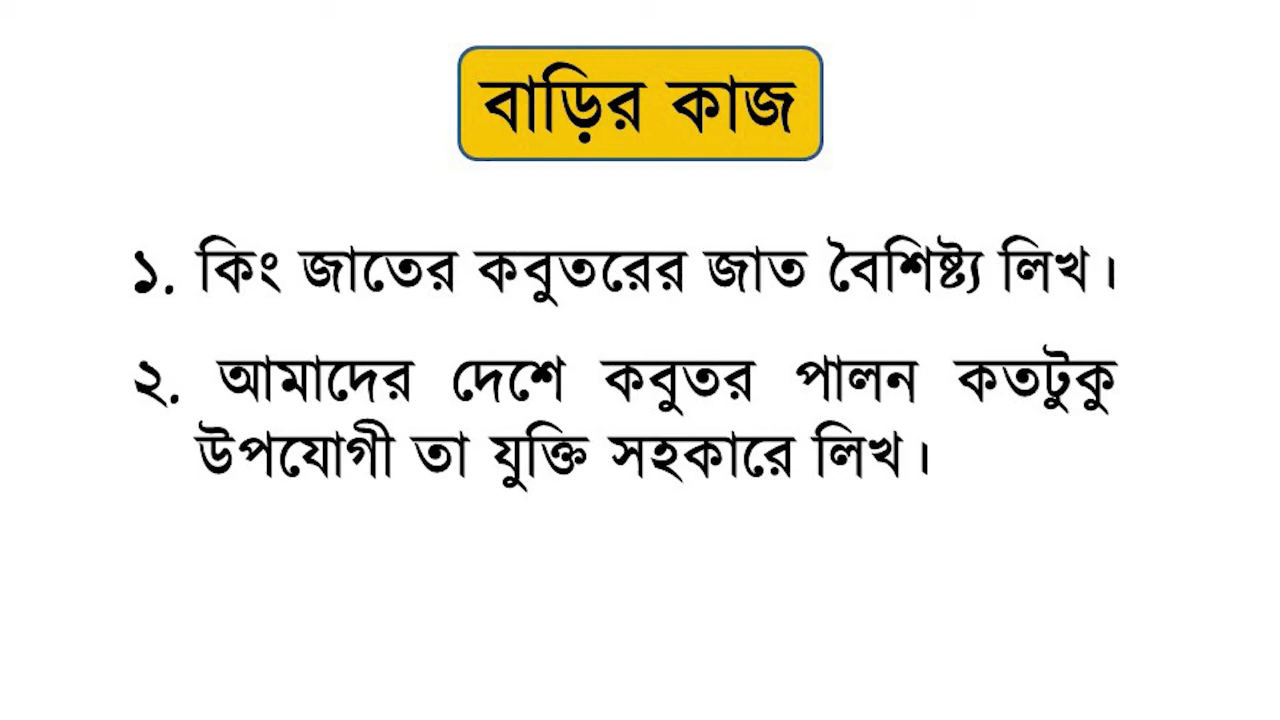 বাড়ির কাজ
১. কিং জাতের কবুতরের জাত বৈশিষ্ট্য লিখ।
২. আমাদের দেশে কবুতর পালন কতটুকু
উপযোগী তা যুক্তি সহকারে লিখ।